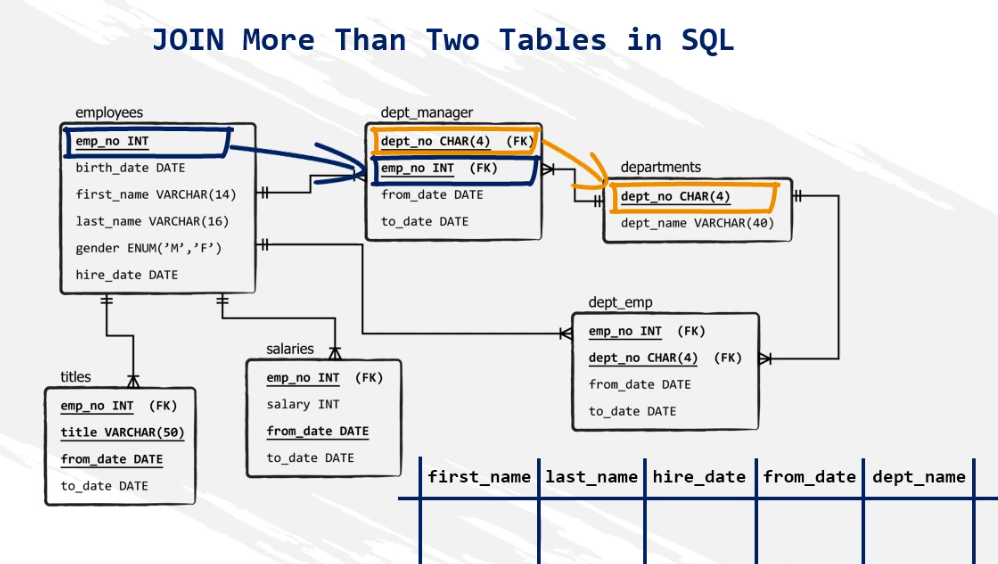 JOIN More Than Two Tables in SQL
employees
emp_no INT
birth_date DATE
first_name VARCHAR(14)
last_name VARCHAR(16)
gender ENUM(’M’,’F’)
hire_date DATE
dept_manager
dept_no CHAR(4) (FK)
emp_no INT (FK)
from_date DATE
to_date DATE
departments
dept_no CHAR(4)
dept_name VARCHAR(40)
dept_emp
emp_no INT (FK)
dept_no CHAR(4) (FK)
from_date DATE
to_date DATE
salaries
emp_no INT (FK)
salary INT
from_date DATE
to_date DATE
titles
emp_no INT (FK)
title VARCHAR(50)
from_date DATE
to_date DATE
first_name last_name hire_date from_date dept_name